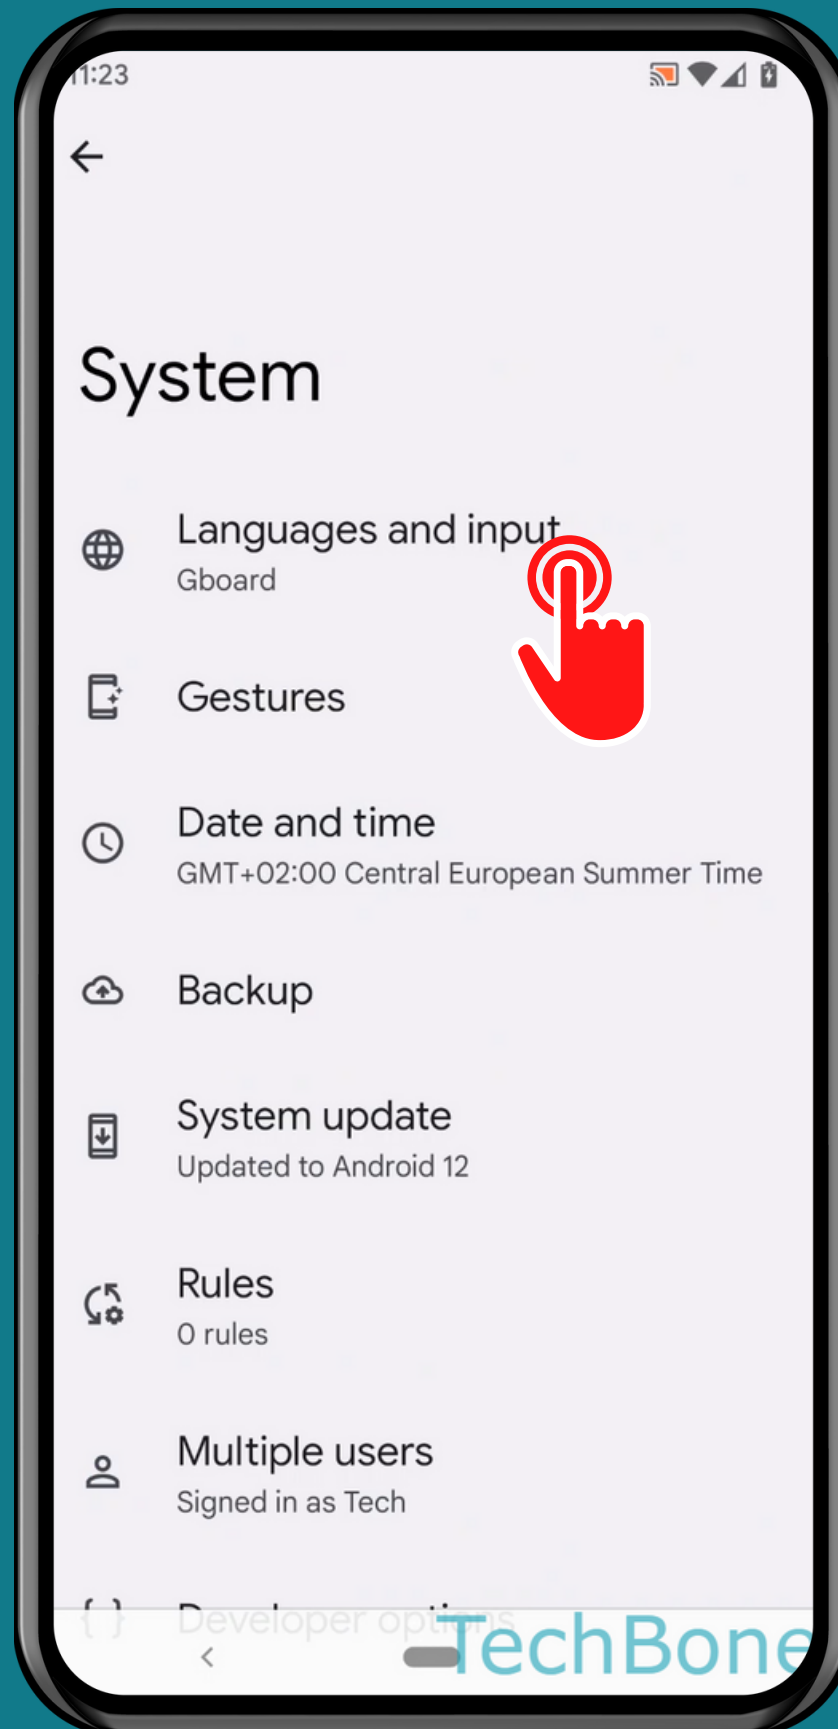 11:23
System
Languages and input
Gboard
Gestures
Date and time
GMT+02:00 Central European Summer Time
Backup
System update
Updated to Android 12
Rules
0 rules
Multiple users
Signed in as Tech
Developer options
TechBone